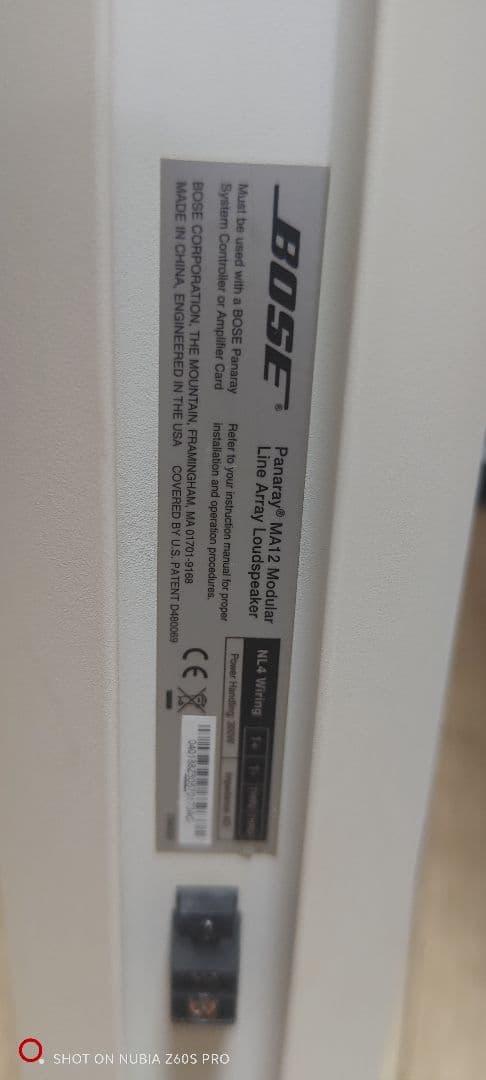 BOSE®
Panaray® MA12 Modular
Line Array Loudspeaker
NL4 Wiring 1+ 1-
Power Handling: 300W
Must be used with a BOSE Panaray
System Controller or Amplifier Card
Refer to your instruction manual for proper
installation and operation procedures.
BOSE CORPORATION, THE MOUNTAIN, FRAMINGHAM, MA 01701-9168
MADE IN CHINA, ENGINEERED IN THE USA COVERED BY U.S. PATENT D480069
CE
SHOT ON NUBIA Z60S PRO